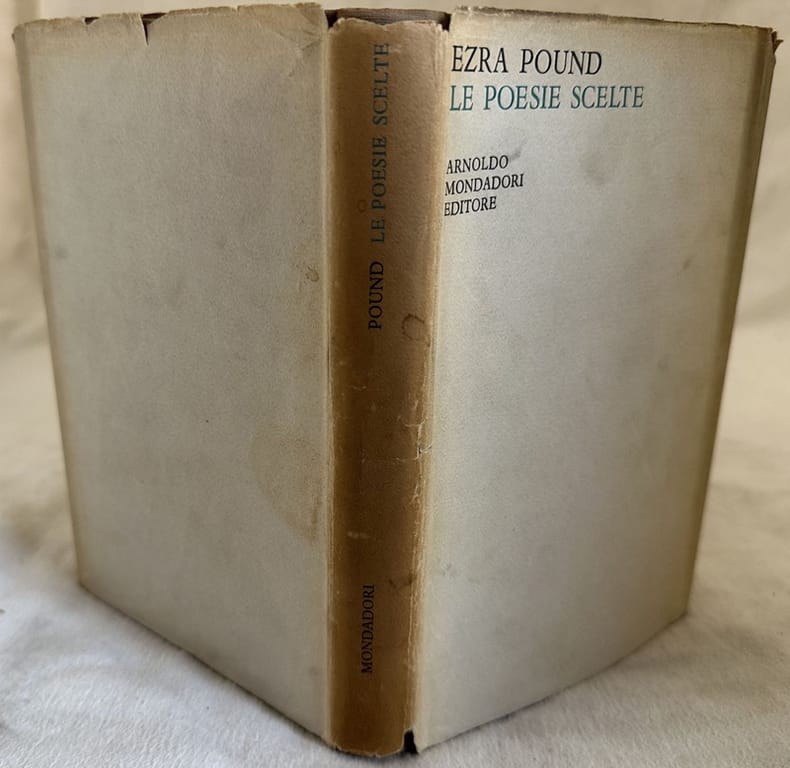 EZRA POUND
LE POESIE SCELTE
ARNOLDO
MONDADORI
EDITORE
POUND LE POESIE SCELTE
MONDADORI